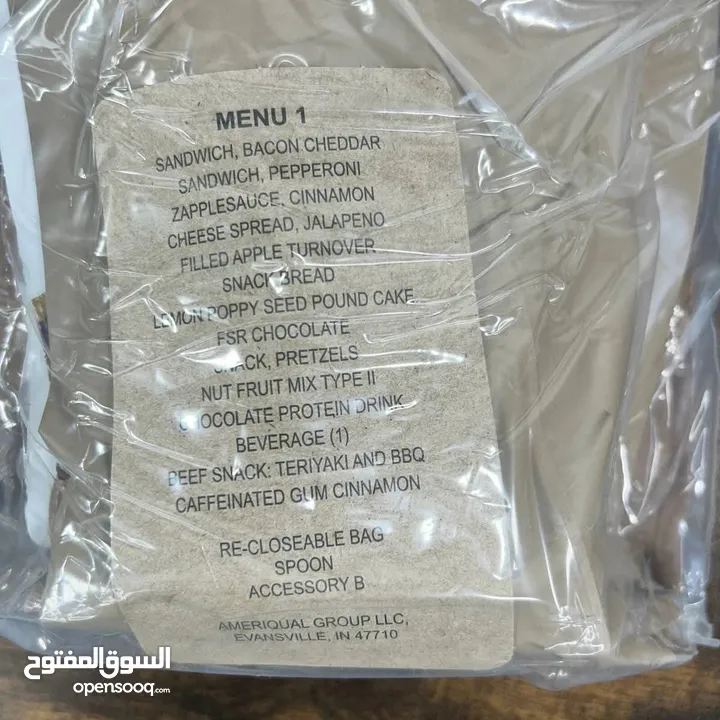 MENU 1
SANDWICH, BACON CHEDDAR
SANDWICH, PEPPERONI
ZAPPLESAUCE, CINNAMON
CHEESE SPREAD, JALAPENO
FILLED APPLE TURNOVER
SNACK BREAD
LEMON POPPY SEED POUND CAKE
FSR CHOCOLATE
SNACK, PRETZELS
NUT FRUIT MIX TYPE II
CHOCOLATE PROTEIN DRINK
BEVERAGE (1)
BEEF SNACK: TERIYAKI AND BBQ
CAFFEINATED GUM CINNAMON
RE-CLOSEABLE BAG
SPOON
ACCESSORY B
AMERIQUAL GROUP LLC,
EVANSVILLE, IN 47710
السوق المفتوح
opensooq.com